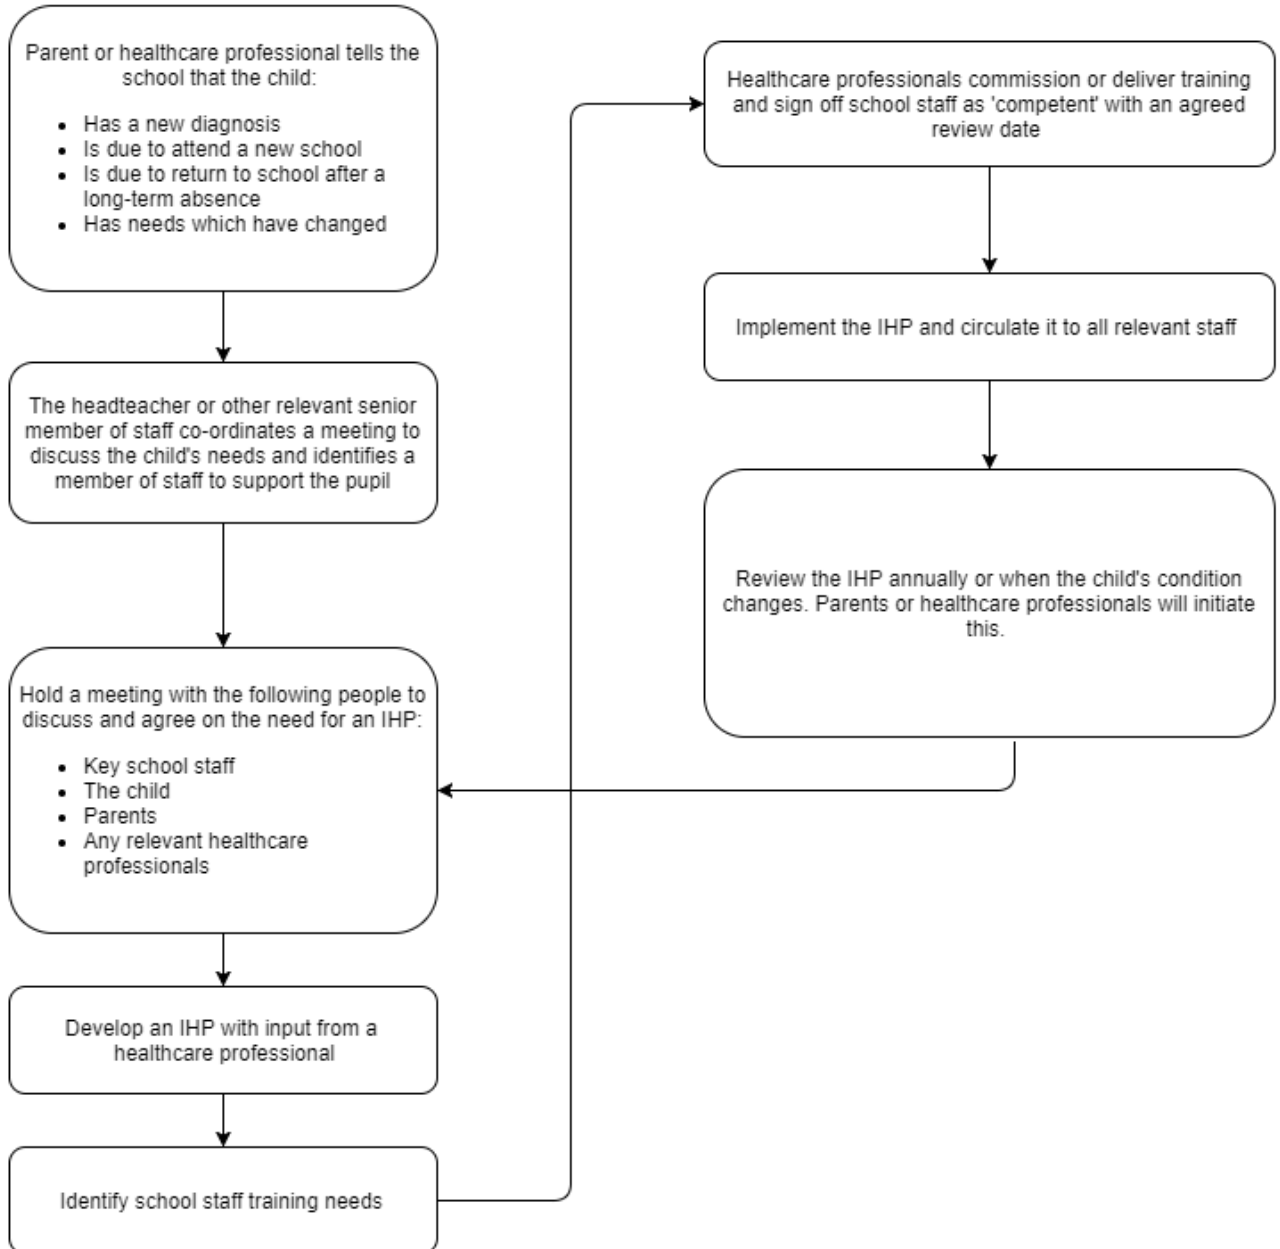 Parent or healthcare professional tells the
school that the child:
• Has a new diagnosis
• Is due to attend a new school
• Is due to return to school after a
long-term absence
• Has needs which have changed
The headteacher or other relevant senior
member of staff co-ordinates a meeting to
discuss the child's needs and identifies a
member of staff to support the pupil
Hold a meeting with the following people to
discuss and agree on the need for an IHP:
• Key school staff
• The child
• Parents
• Any relevant healthcare
professionals
Develop an IHP with input from a
healthcare professional
Identify school staff training needs
Healthcare professionals commission or deliver training
and sign off school staff as 'competent' with an agreed
review date
Implement the IHP and circulate it to all relevant staff
Review the IHP annually or when the child's condition
changes. Parents or healthcare professionals will initiate
this.